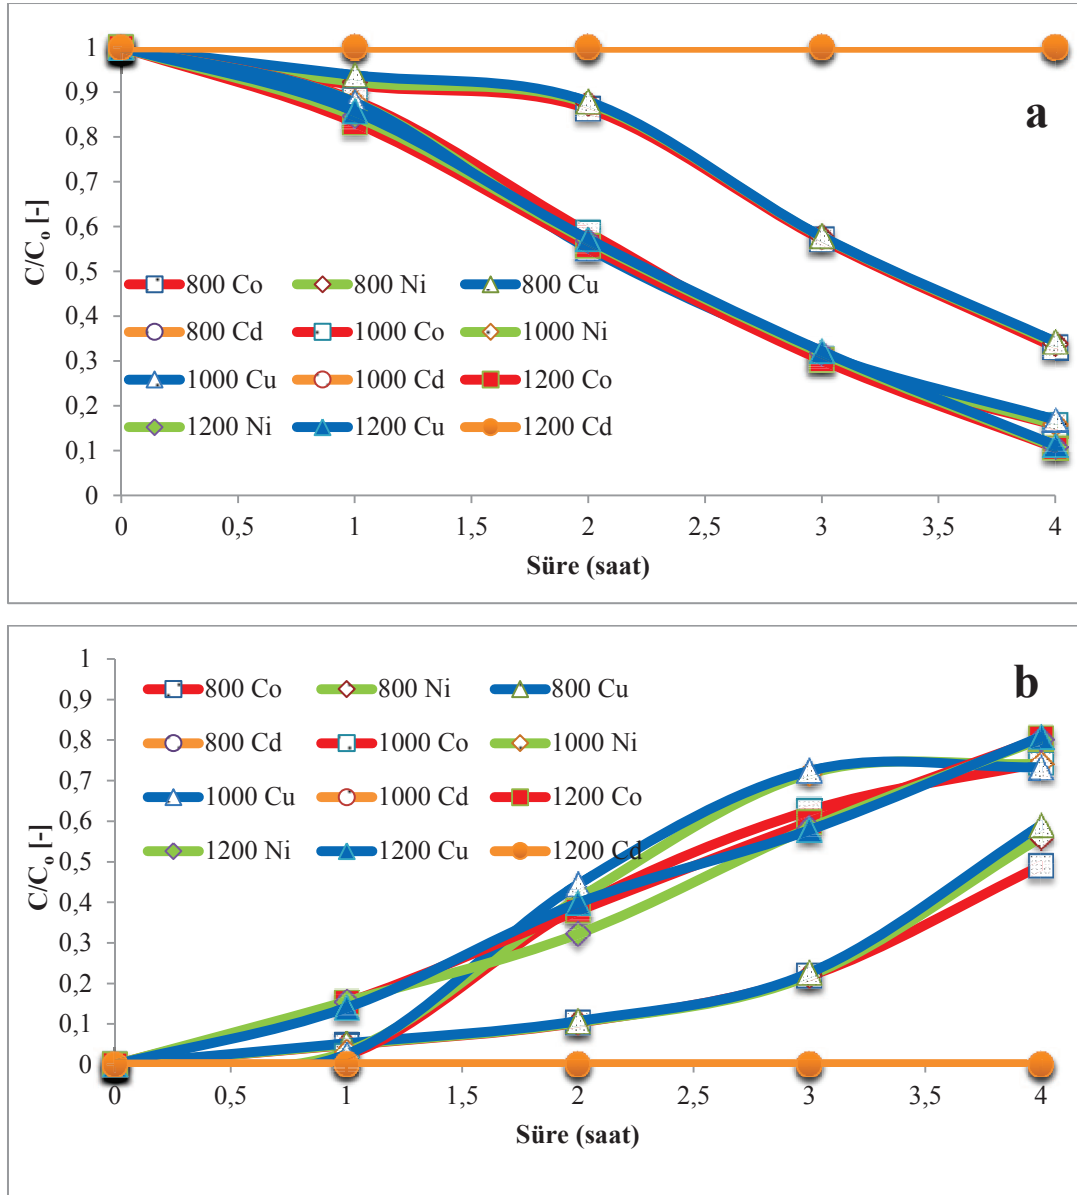 a
C/Co [-]
1
0,9
0,8
0,7
0,6
0,5
0,4
0,3
0,2
0,1
0
800 Co 800 Ni 800 Cu
800 Cd 1000 Co 1000 Ni
1000 Cu 1000 Cd 1200 Co
1200 Ni 1200 Cu 1200 Cd
0 0,5 1 1,5 2 2,5 3 3,5 4
Süre (saat)
b
C/Co [-]
1
0,9
0,8
0,7
0,6
0,5
0,4
0,3
0,2
0,1
0
800 Co 800 Ni 800 Cu
800 Cd 1000 Co 1000 Ni
1000 Cu 1000 Cd 1200 Co
1200 Ni 1200 Cu 1200 Cd
0 0,5 1 1,5 2 2,5 3 3,5 4
Süre (saat)